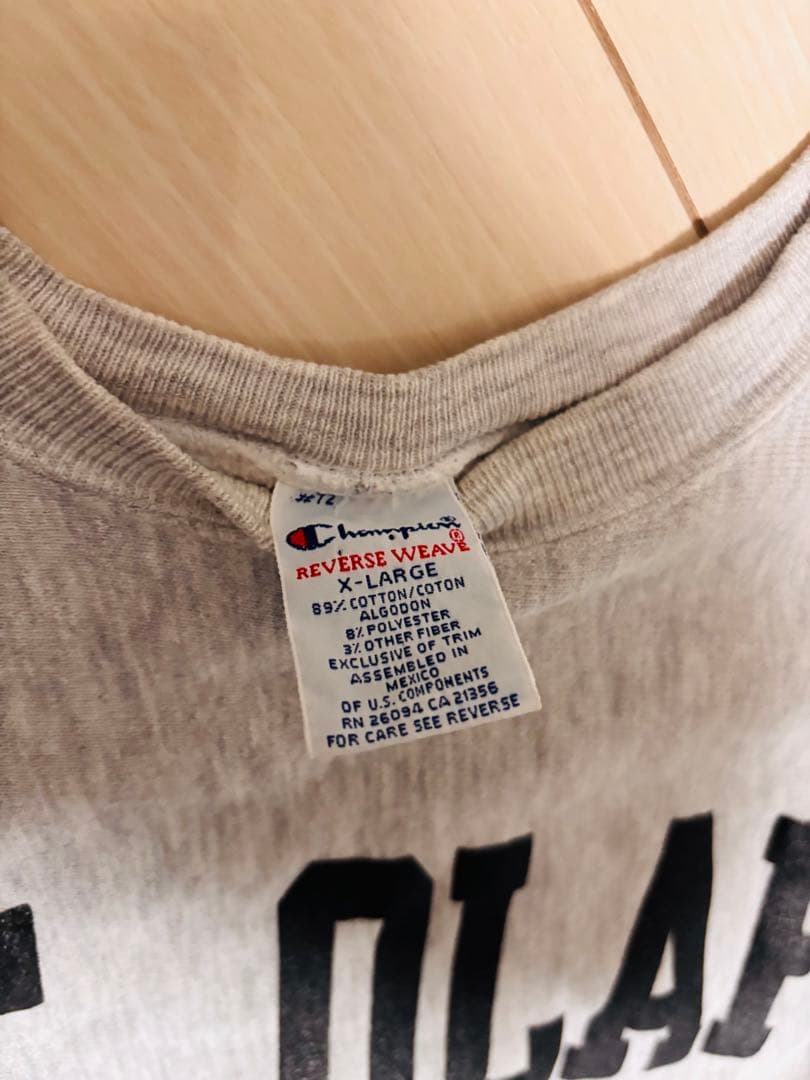 Champion®
REVERSE WEAVE®
X-LARGE
89% COTTON/COTON
ALGODON
8% POLYESTER
3% OTHER FIBER
EXCLUSIVE OF TRIM
ASSEMBLED IN
MEXICO
OF U.S. COMPONENTS
RN 26094 CA 21356
FOR CARE SEE REVERSE
OLAF